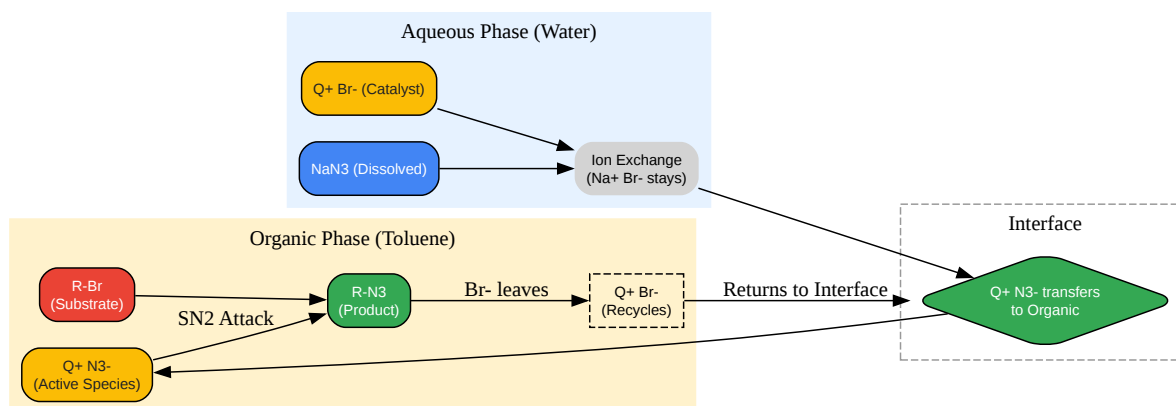 Aqueous Phase (Water)
Q+ Br- (Catalyst)
NaN3 (Dissolved)
Ion Exchange
(Na+ Br- stays)
Organic Phase (Toluene)
R-Br
(Substrate)
SN2 Attack
Q+ N3-
(Active Species)
R-N3
(Product)
Br- leaves
Q+ Br-
(Recycles)
Returns to Interface
Interface
Q+ N3- transfers
to Organic